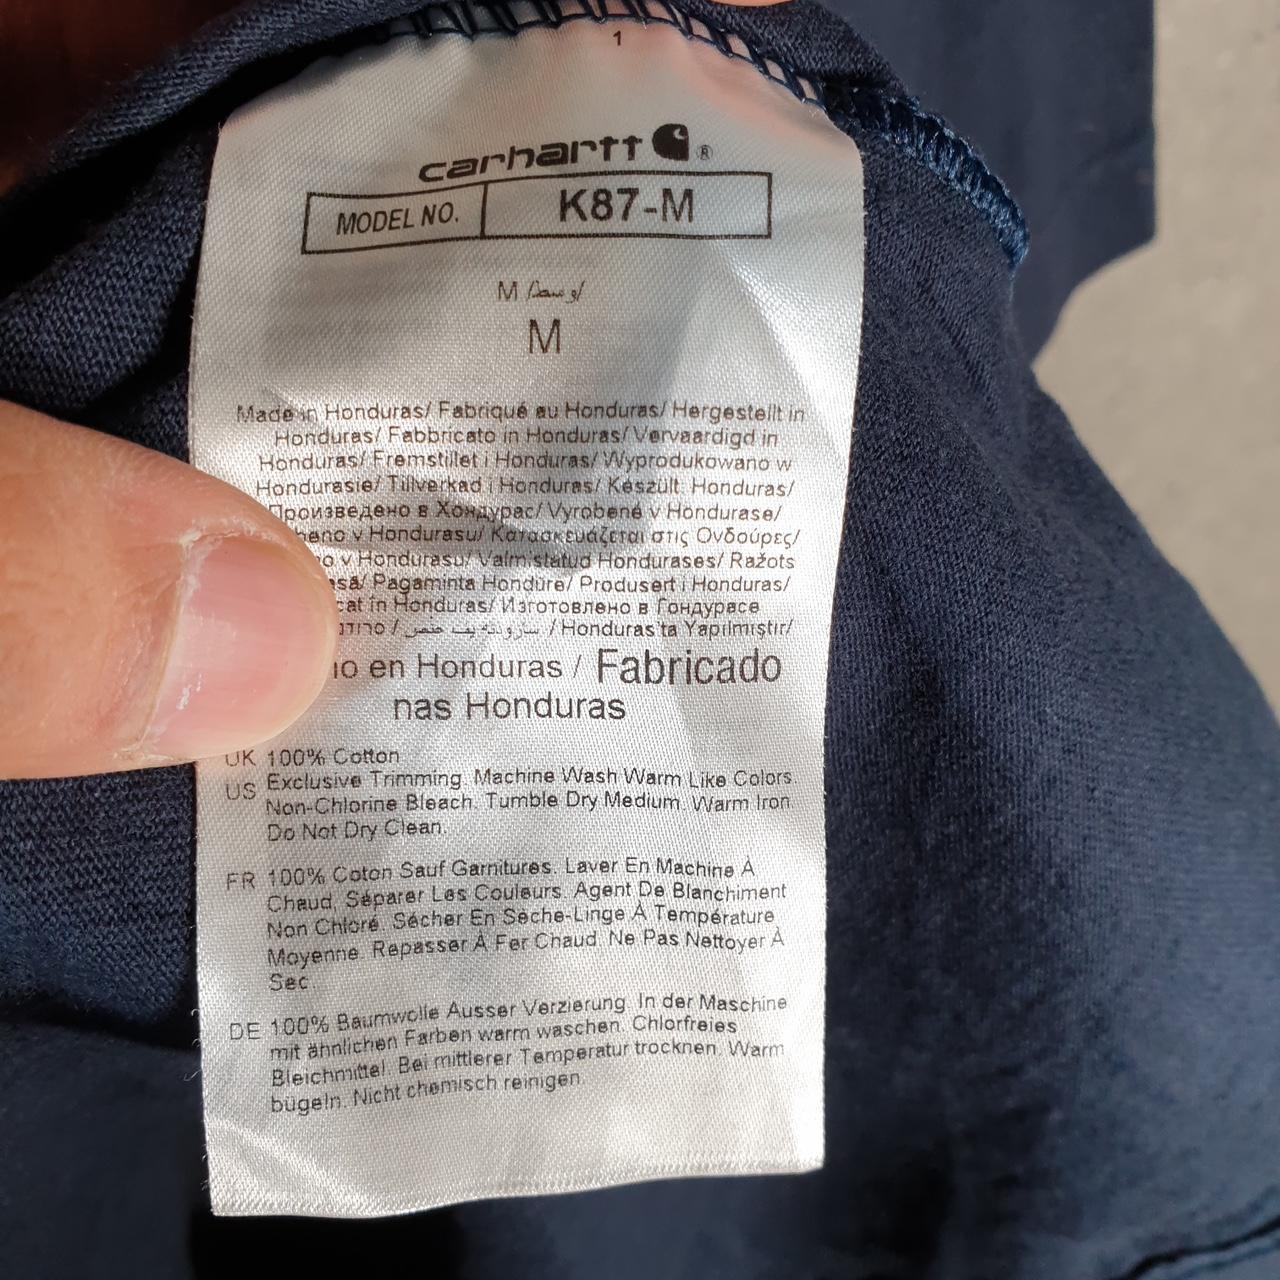 1
carhartt ®
MODEL NO. K87-M
M
M
Made in Honduras/ Fabriqué au Honduras/ Hergestellt in
Honduras/ Fabbricato in Honduras/ Vervaardigd in
Honduras/ Fremstillet i Honduras/ Wyprodukowano w
Hondurasie/ Tillverkad i Honduras/ Készült: Honduras/
Произведено в Хондурас/ Vyrobené v Hondurase/
v Hondurasu/ Κατασκευάζεται στις Ονδούρες/
v Hondurasu/ Valmistatud Hondurases/ Ražots
Pagaminta Hondūre/ Produsert i Honduras/
in Honduras/ Изготовлено в Гондурасе
/ Honduras'ta Yapılmıştır/
en Honduras / Fabricado
nas Honduras
UK 100% Cotton
US Exclusive Trimming. Machine Wash Warm Like Colors.
Non-Chlorine Bleach. Tumble Dry Medium. Warm Iron.
Do Not Dry Clean.
FR 100% Coton Sauf Garnitures. Laver En Machine À
Chaud, Séparer Les Couleurs. Agent De Blanchiment
Non Chloré. Sécher En Sèche-Linge À Température
Moyenne. Repasser À Fer Chaud. Ne Pas Nettoyer À
Sec.
DE 100% Baumwolle Ausser Verzierung. In der Maschine
mit ähnlichen Farben warm waschen. Chlorfreies
Bleichmittel. Bei mittlerer Temperatur trocknen. Warm
bügeln. Nicht chemisch reinigen.